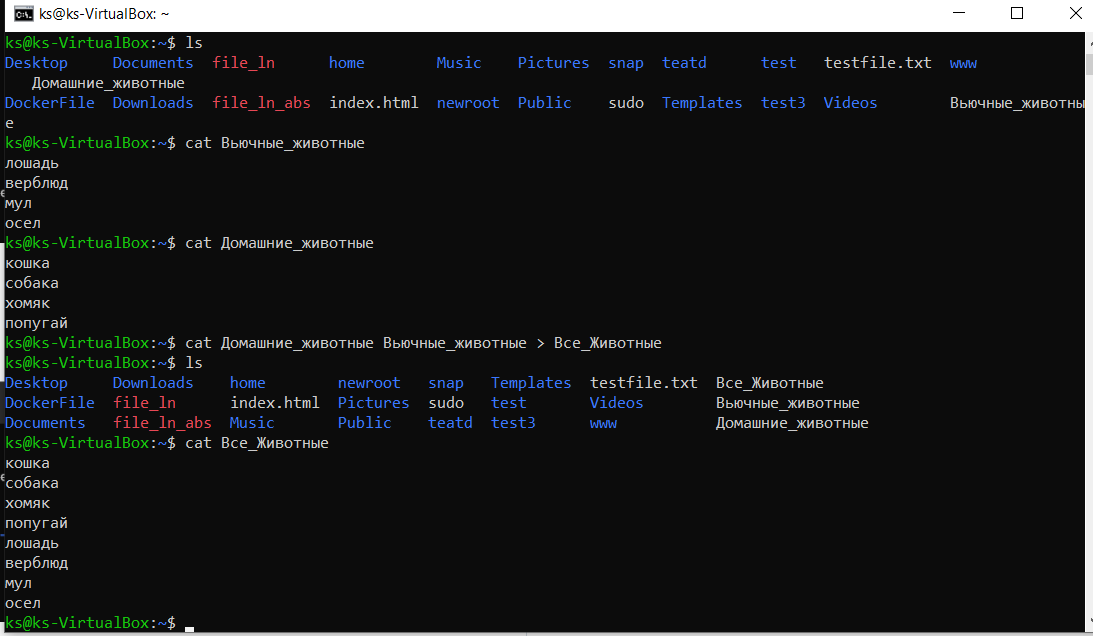 ks@ks-VirtualBox: ~
ks@ks-VirtualBox:~$ ls
Desktop Documents file_ln home Music Pictures snap teatd test testfile.txt www
Домашние_животные
DockerFile Downloads file_ln_abs index.html newroot Public sudo Templates test3 Videos Вьючные_животны
е
ks@ks-VirtualBox:~$ cat Вьючные_животные
лошадь
верблюд
мул
осел
ks@ks-VirtualBox:~$ cat Домашние_животные
кошка
собака
хомяк
попугай
ks@ks-VirtualBox:~$ cat Домашние_животные Вьючные_животные > Все_Животные
ks@ks-VirtualBox:~$ ls
Desktop Downloads home newroot snap Templates testfile.txt Все_Животные
DockerFile file_ln index.html Pictures sudo test Videos Вьючные_животные
Documents file_ln_abs Music Public teatd test3 www Домашние_животные
ks@ks-VirtualBox:~$ cat Все_Животные
кошка
собака
хомяк
попугай
лошадь
верблюд
мул
осел
ks@ks-VirtualBox:~$